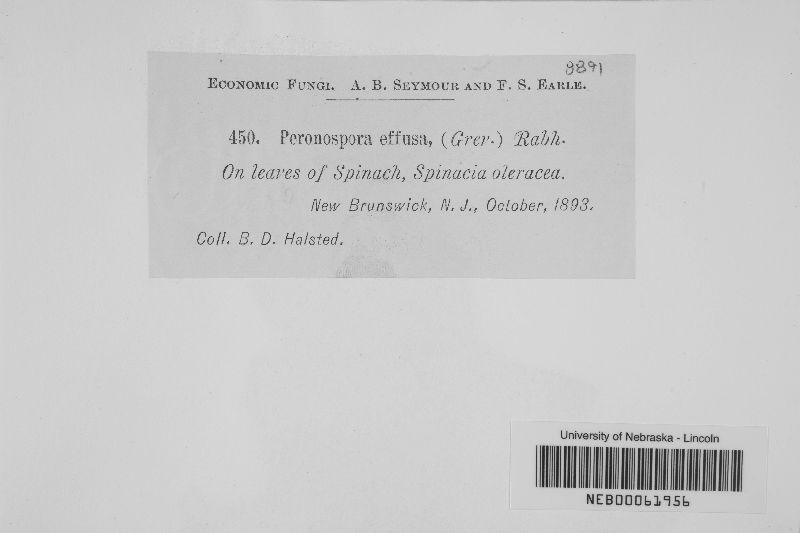 9891
Economic Fungi. A. B. Seymour and F. S. Earle.
450. Peronospora effusa, (Grev.) Rabh.
On leaves of Spinach, Spinacia oleracea.
New Brunswick, N. J., October, 1893.
Coll. B. D. Halsted.
University of Nebraska - Lincoln
NEB00061956